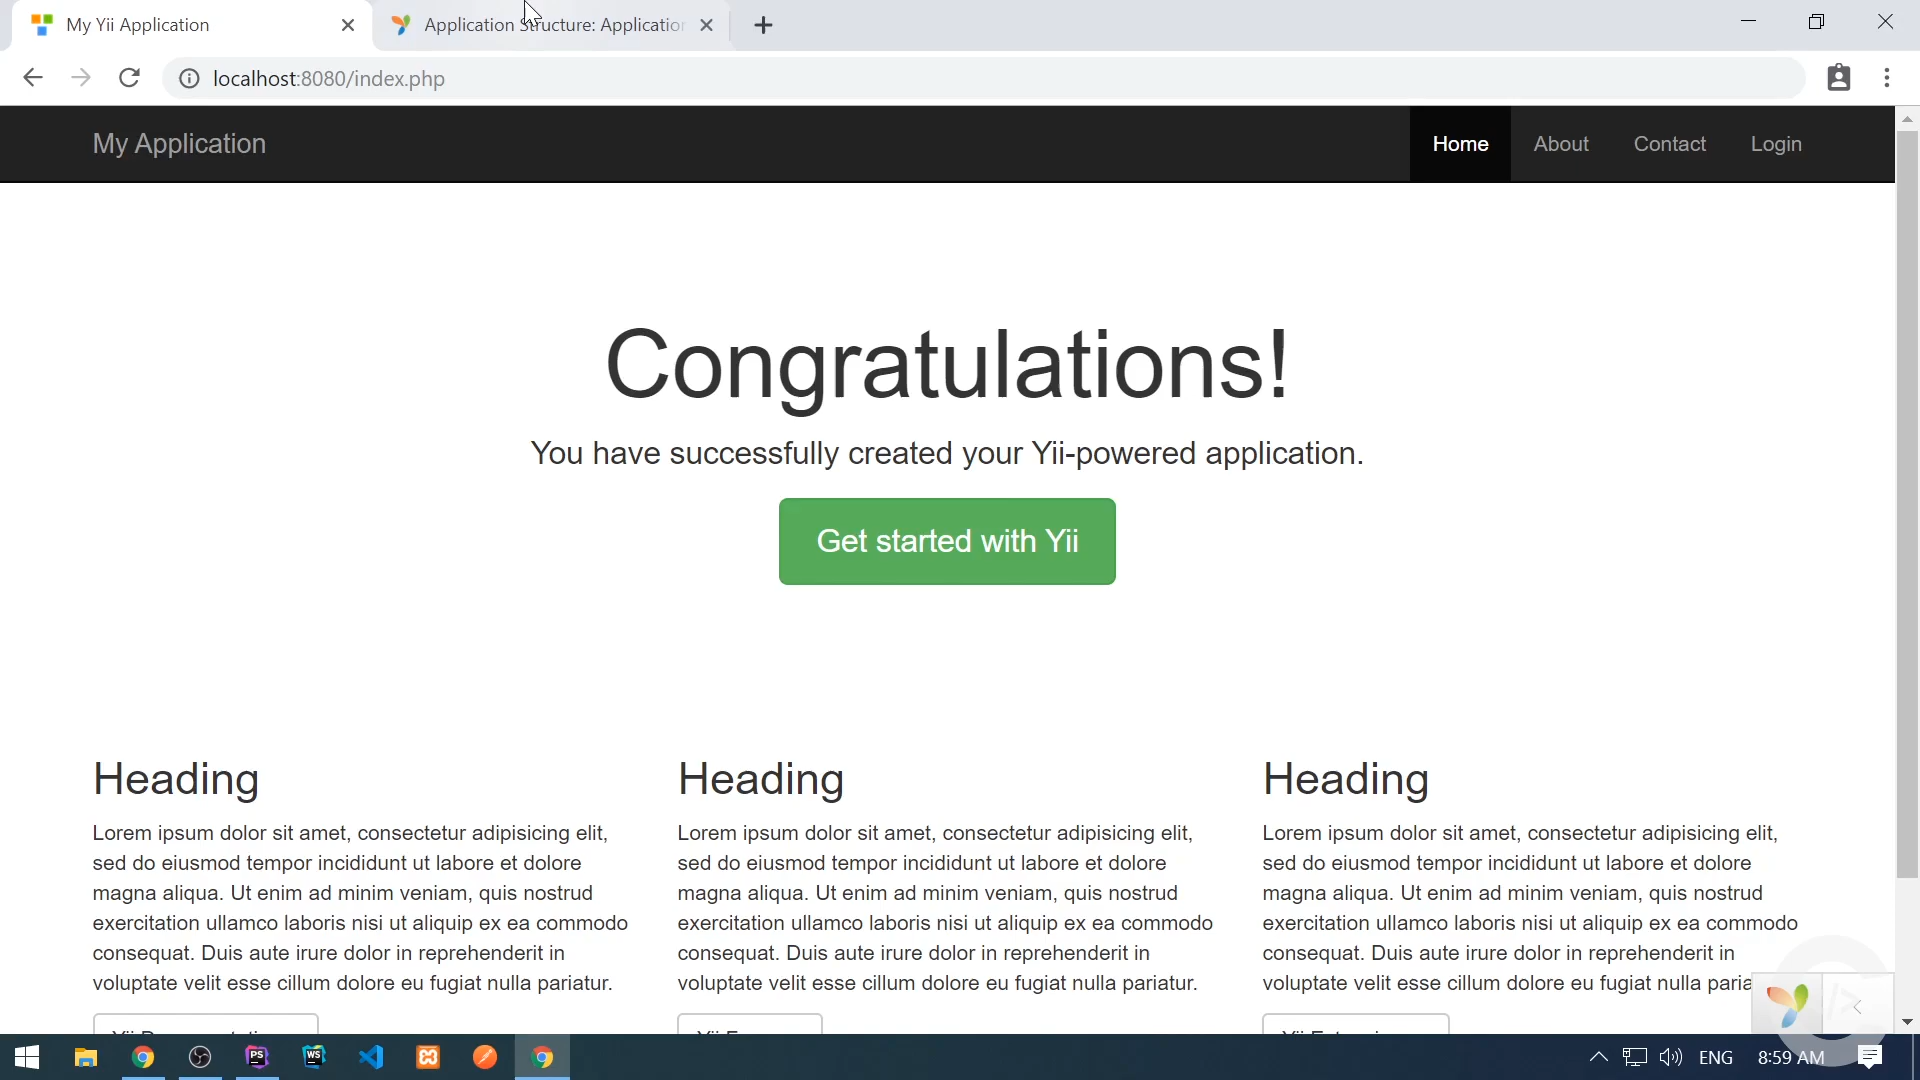 My Yii Application
Application Structure: Application
localhost:8080/index.php
My Application
Home
About
Contact
Login
Congratulations!
You have successfully created your Yii-powered application.
Get started with Yii
Heading
Lorem ipsum dolor sit amet, consectetur adipisicing elit,
sed do eiusmod tempor incididunt ut labore et dolore
magna aliqua. Ut enim ad minim veniam, quis nostrud
exercitation ullamco laboris nisi ut aliquip ex ea commodo
consequat. Duis aute irure dolor in reprehenderit in
voluptate velit esse cillum dolore eu fugiat nulla pariatur.
Heading
Lorem ipsum dolor sit amet, consectetur adipisicing elit,
sed do eiusmod tempor incididunt ut labore et dolore
magna aliqua. Ut enim ad minim veniam, quis nostrud
exercitation ullamco laboris nisi ut aliquip ex ea commodo
consequat. Duis aute irure dolor in reprehenderit in
voluptate velit esse cillum dolore eu fugiat nulla pariatur.
Heading
Lorem ipsum dolor sit amet, consectetur adipisicing elit,
sed do eiusmod tempor incididunt ut labore et dolore
magna aliqua. Ut enim ad minim veniam, quis nostrud
exercitation ullamco laboris nisi ut aliquip ex ea commodo
consequat. Duis aute irure dolor in reprehenderit in
voluptate velit esse cillum dolore eu fugiat nulla paria
PS
WS
ENG
8:59 AM